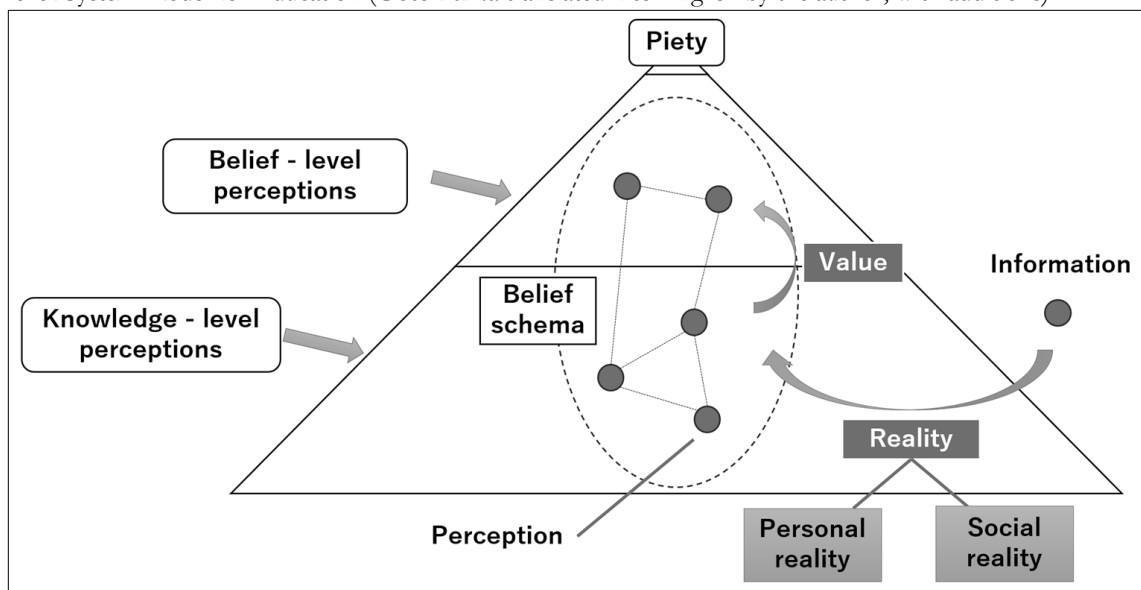 Piety
Belief - level
perceptions
Value
Information
Belief
schema
Knowledge - level
perceptions
Reality
Perception
Personal
reality
Social
reality